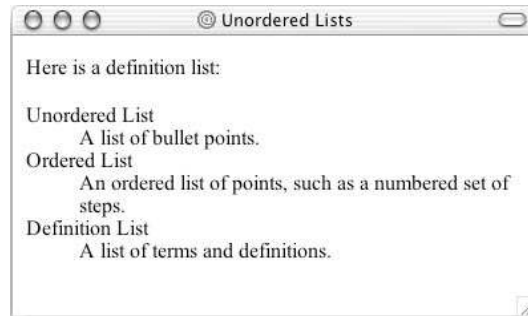 Unordered Lists
Here is a definition list:
Unordered List
A list of bullet points.
Ordered List
An ordered list of points, such as a numbered set of
steps.
Definition List
A list of terms and definitions.